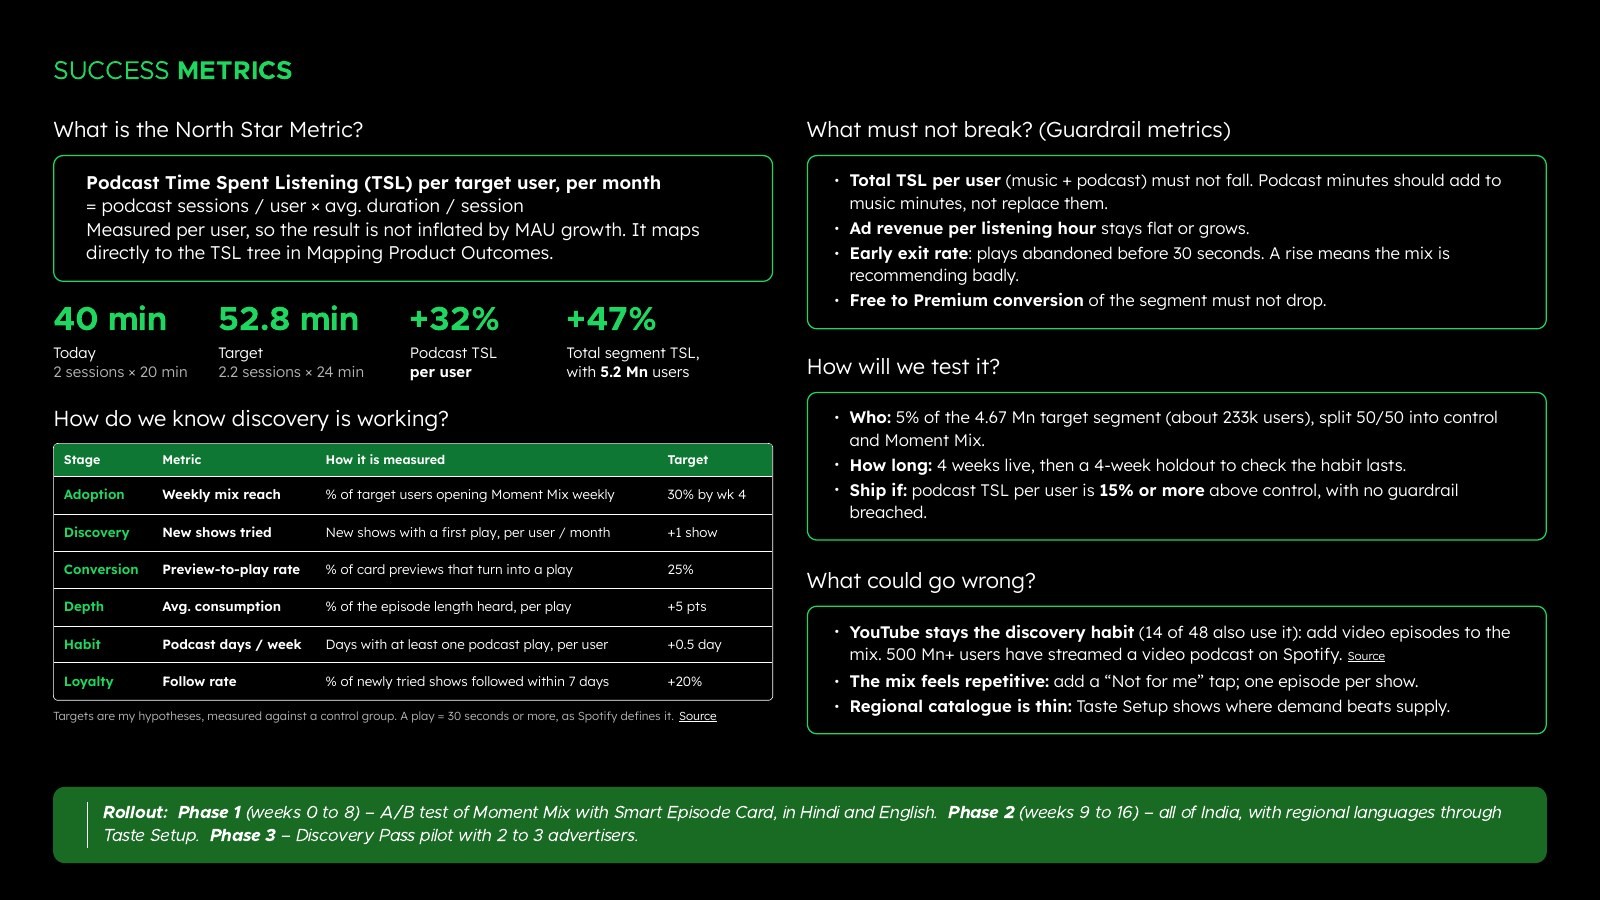 SUCCESS METRICS
What is the North Star Metric?
Podcast Time Spent Listening (TSL) per target user, per month
= podcast sessions / user × avg. duration / session
Measured per user, so the result is not inflated by MAU growth. It maps
directly to the TSL tree in Mapping Product Outcomes.
40 min
Today
2 sessions × 20 min
52.8 min
Target
2.2 sessions × 24 min
+32%
Podcast TSL
per user
+47%
Total segment TSL,
with 5.2 Mn users
How do we know discovery is working?
Stage Metric How it is measured Target
Adoption Weekly mix reach % of target users opening Moment Mix weekly 30% by wk 4
Discovery New shows tried New shows with a first play, per user / month +1 show
Conversion Preview-to-play rate % of card previews that turn into a play 25%
Depth Avg. consumption % of the episode length heard, per play +5 pts
Habit Podcast days / week Days with at least one podcast play, per user +0.5 day
Loyalty Follow rate % of newly tried shows followed within 7 days +20%
Targets are my hypotheses, measured against a control group. A play = 30 seconds or more, as Spotify defines it. Source
What must not break? (Guardrail metrics)
• Total TSL per user (music + podcast) must not fall. Podcast minutes should add to
music minutes, not replace them.
• Ad revenue per listening hour stays flat or grows.
• Early exit rate: plays abandoned before 30 seconds. A rise means the mix is
recommending badly.
• Free to Premium conversion of the segment must not drop.
How will we test it?
• Who: 5% of the 4.67 Mn target segment (about 233k users), split 50/50 into control
and Moment Mix.
• How long: 4 weeks live, then a 4-week holdout to check the habit lasts.
• Ship if: podcast TSL per user is 15% or more above control, with no guardrail
breached.
What could go wrong?
• YouTube stays the discovery habit (14 of 48 also use it): add video episodes to the
mix. 500 Mn+ users have streamed a video podcast on Spotify. Source
• The mix feels repetitive: add a “Not for me” tap; one episode per show.
• Regional catalogue is thin: Taste Setup shows where demand beats supply.
Rollout: Phase 1 (weeks 0 to 8) – A/B test of Moment Mix with Smart Episode Card, in Hindi and English. Phase 2 (weeks 9 to 16) – all of India, with regional languages through
Taste Setup. Phase 3 – Discovery Pass pilot with 2 to 3 advertisers.